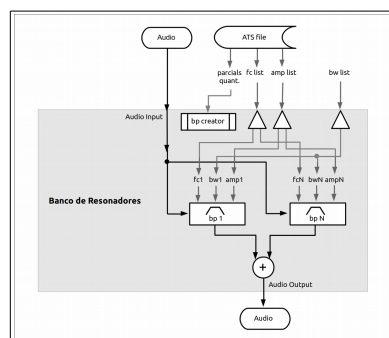 Audio
ATS file
parcials
quant.
fc list
amp list
bw list
Audio Input
bp creator
fc1
bw1
amp1
fcN
bwN
ampN
Banco de Resonadores
bp 1
bp N
+
Audio Output
Audio